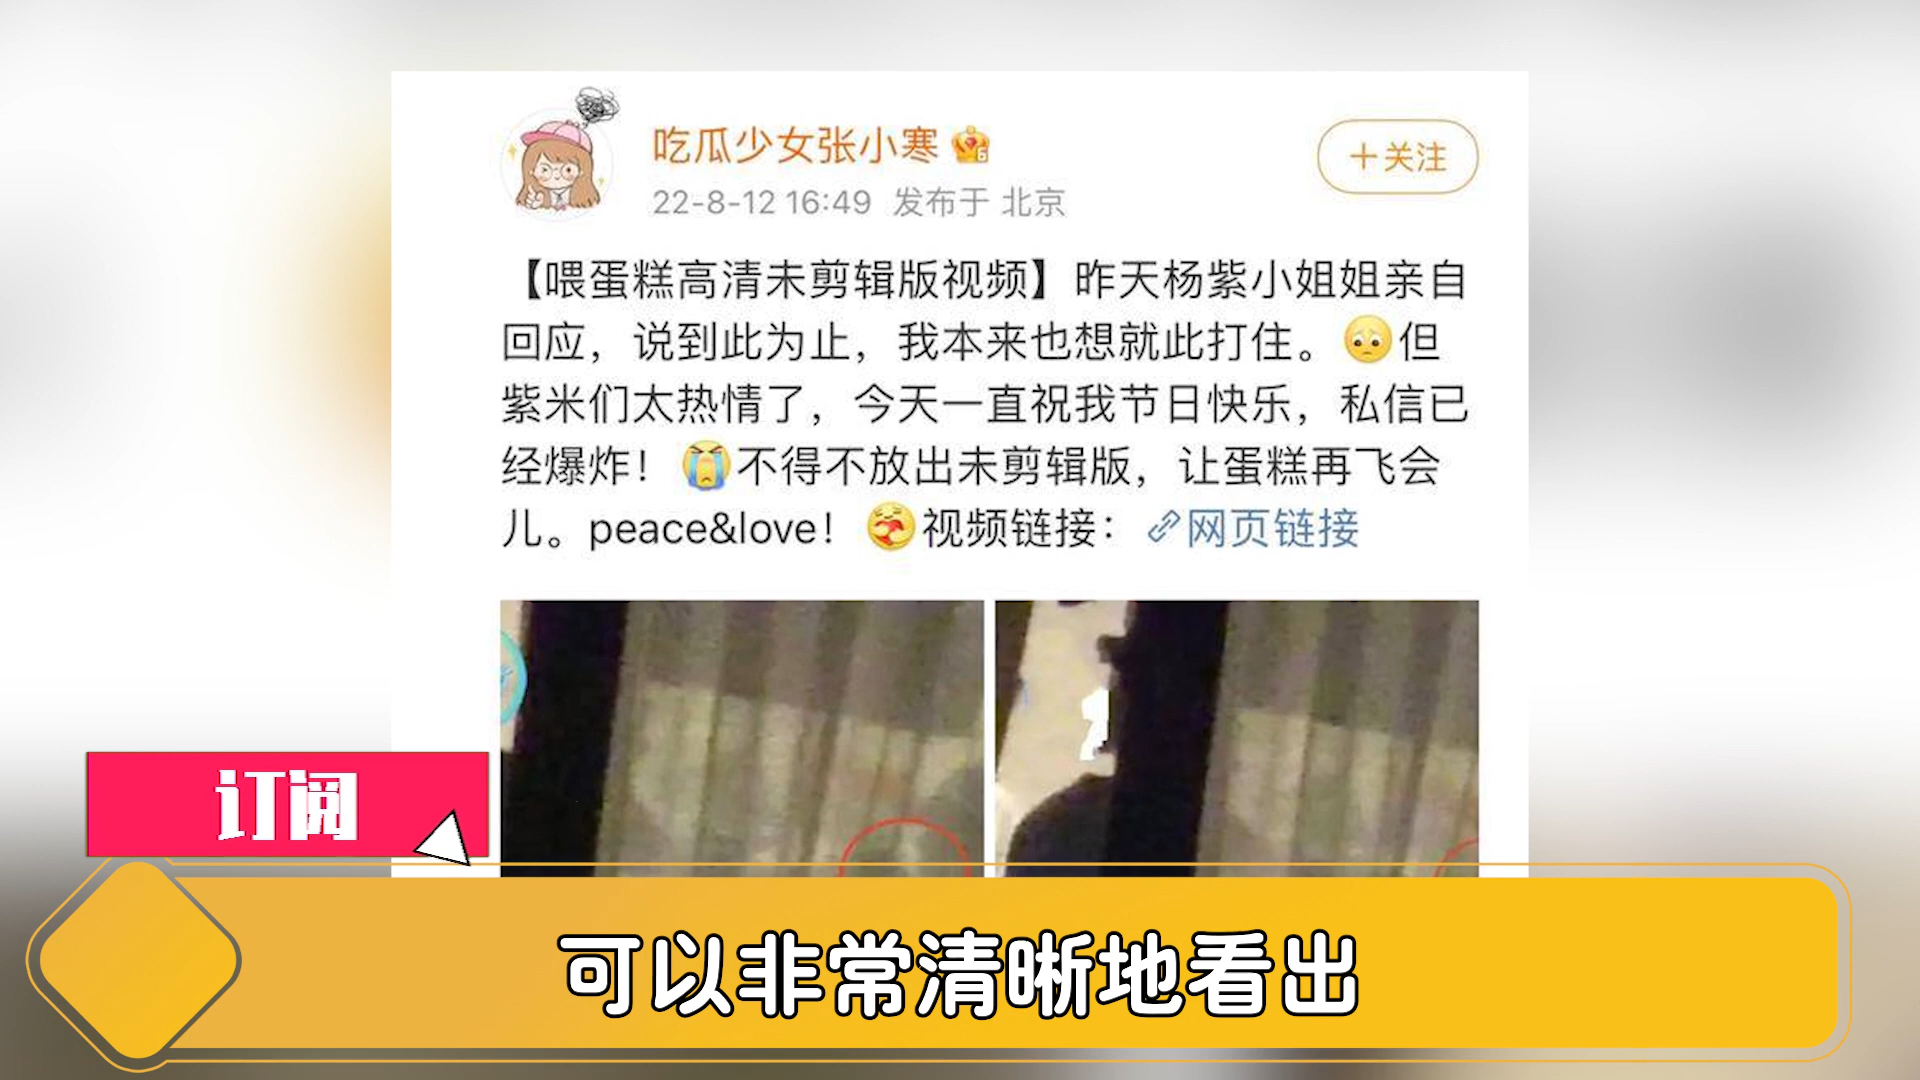 吃瓜少女张小寒
22-8-12 16:49 发布于 北京
+关注
【喂蛋糕高清未剪辑版视频】昨天杨紫小姐姐亲自
回应，说到此为止，我本来也想就此打住。🥺但
紫米们太热情了，今天一直祝我节日快乐，私信已
经爆炸！😭不得不放出未剪辑版，让蛋糕再飞会
儿。peace&love！视频链接：网页链接
订阅
可以非常清晰地看出